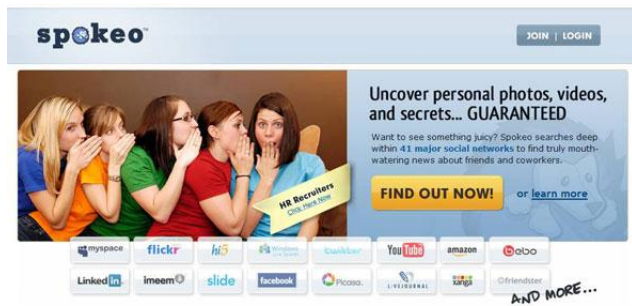 spokeo™
JOIN | LOGIN
Uncover personal photos, videos,
and secrets... GUARANTEED
Want to see something juicy? Spokeo searches deep
within 41 major social networks to find truly mouth-
watering news about friends and coworkers.
HR Recruiters
Click Here Now
FIND OUT NOW! or learn more
myspace flickr hi5 Windows Live Spaces twitter YouTube amazon bebo
LinkedIn imeem slide facebook Picasa LIVEJOURNAL xanga friendster
AND MORE...